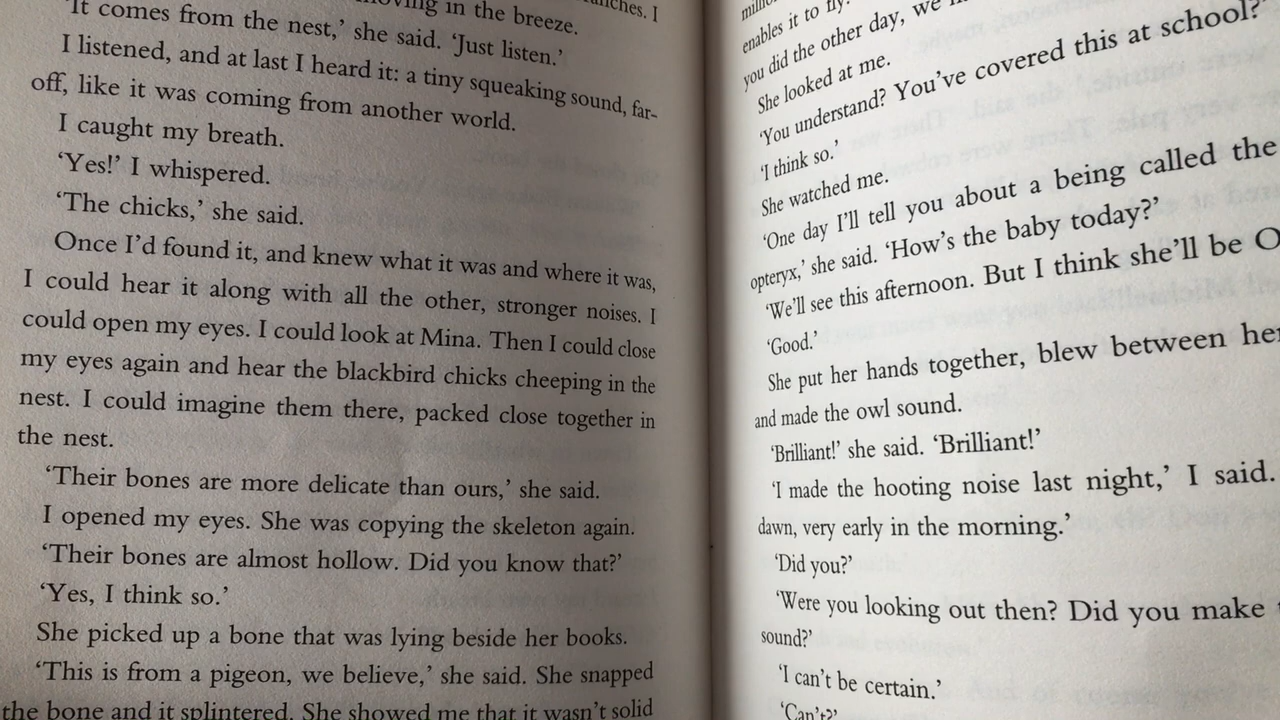 moving in the breeze.
'It comes from the nest,' she said. 'Just listen.'
I listened, and at last I heard it: a tiny squeaking sound, far-
off, like it was coming from another world.
I caught my breath.
'Yes!' I whispered.
'The chicks,' she said.
Once I'd found it, and knew what it was and where it was,
I could hear it along with all the other, stronger noises. I
could open my eyes. I could look at Mina. Then I could close
my eyes again and hear the blackbird chicks cheeping in the
nest. I could imagine them there, packed close together in
the nest.
'Their bones are more delicate than ours,' she said.
I opened my eyes. She was copying the skeleton again.
'Their bones are almost hollow. Did you know that?'
'Yes, I think so.'
She picked up a bone that was lying beside her books.
'This is from a pigeon, we believe,' she said. She snapped
the bone and it splintered. She showed me that it wasn't solid
enables it to fly.
you did the other day, we
She looked at me.
'You understand? You've covered this at school?'
'I think so.'
She watched me.
'One day I'll tell you about a being called the
opteryx,' she said. 'How's the baby today?'
'We'll see this afternoon. But I think she'll be O
'Good.'
She put her hands together, blew between her
and made the owl sound.
'Brilliant!' she said. 'Brilliant!'
'I made the hooting noise last night,' I said.
dawn, very early in the morning.'
'Did you?'
'Were you looking out then? Did you make
sound?'
'I can't be certain.'
'Can't?'